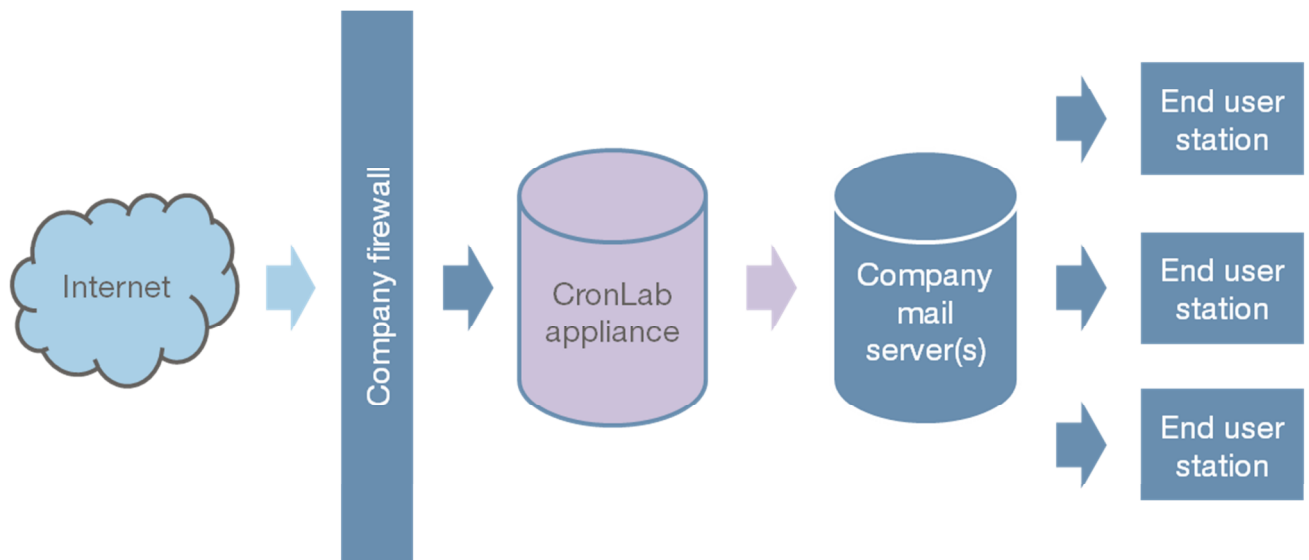 Internet
Company firewall
CronLab
appliance
Company
mail
server(s)
End user
station
End user
station
End user
station